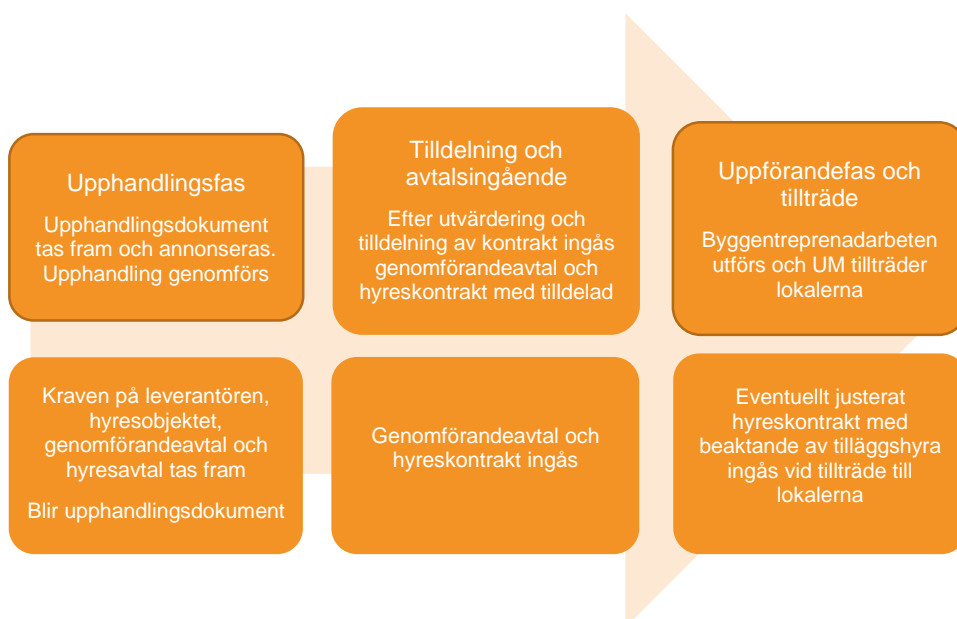 Upphandlingsfas
Upphandlingsdokument
tas fram och annonseras.
Upphandling genomförs
Tilldelning och
avtalsingående
Efter utvärdering och
tilldelning av kontrakt ingås
genomförandeavtal och
hyreskontrakt med tilldelad
Uppförandefas och
tillträde
Byggentreprenadarbeten
utförs och UM tillträder
lokalerna
Kraven på leverantören,
hyresobjektet,
genomförandeavtal och
hyresavtal tas fram
Blir upphandlingsdokument
Genomförandeavtal och
hyreskontrakt ingås
Eventuellt justerat
hyreskontrakt med
beaktande av tilläggshyra
ingås vid tillträde till
lokalerna